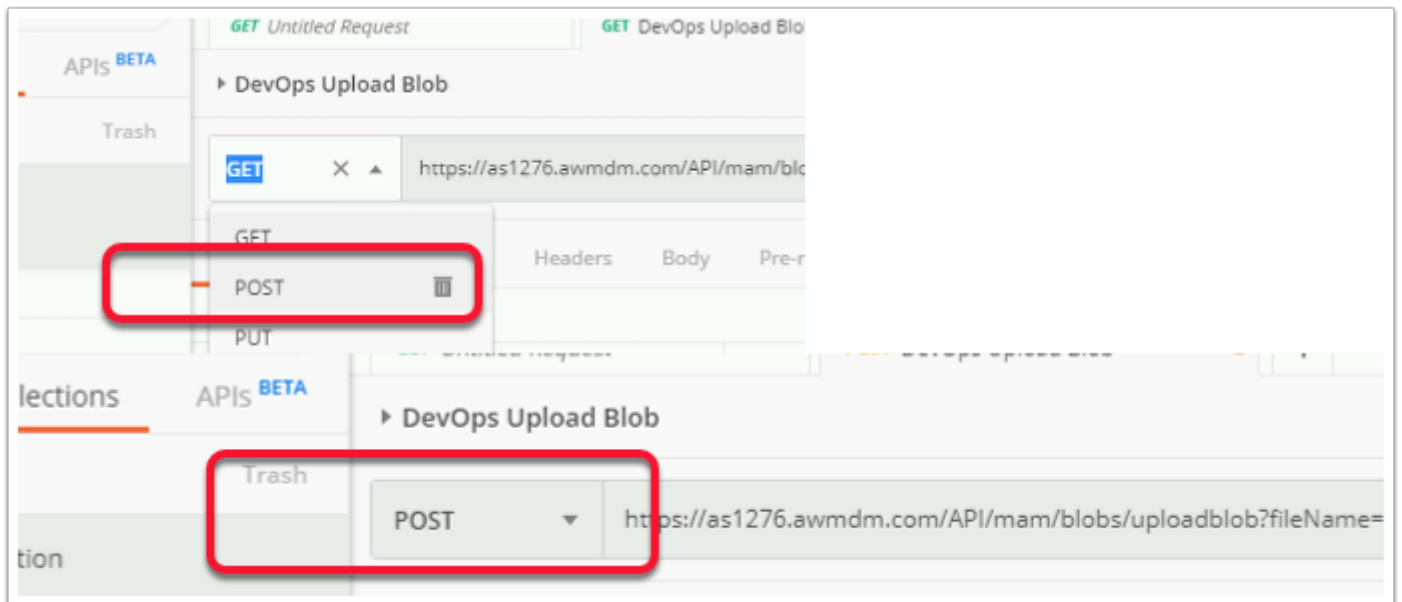 GET Untitled Request GET DevOps Upload Blo
APIs BETA
DevOps Upload Blob
Trash
GET https://as1276.awmdm.com/API/mam/blo
GET
Headers Body Pre-r
POST
PUT
lections APIs BETA
DevOps Upload Blob
Trash
POST https://as1276.awmdm.com/API/mam/blobs/uploadblob?fileName=
tion